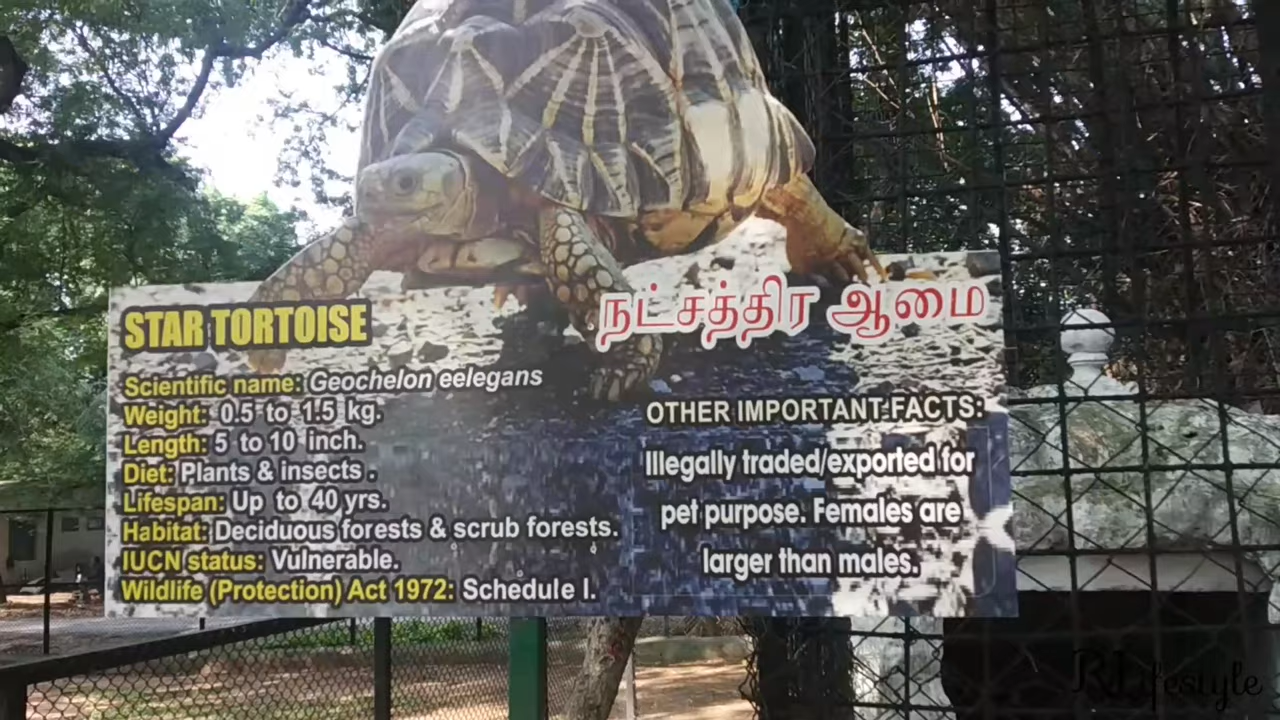 STAR TORTOISE
நட்சத்திர ஆமை
Scientific name: Geochelon eelegans
Weight: 0.5 to 1.5 kg.
Length: 5 to 10 inch.
Diet: Plants & insects .
Lifespan: Up to 40 yrs.
Habitat: Deciduous forests & scrub forests.
IUCN status: Vulnerable.
Wildlife (Protection) Act 1972: Schedule I.
OTHER IMPORTANT FACTS:
Illegally traded/exported for
pet purpose. Females are
larger than males.
RLifestyle